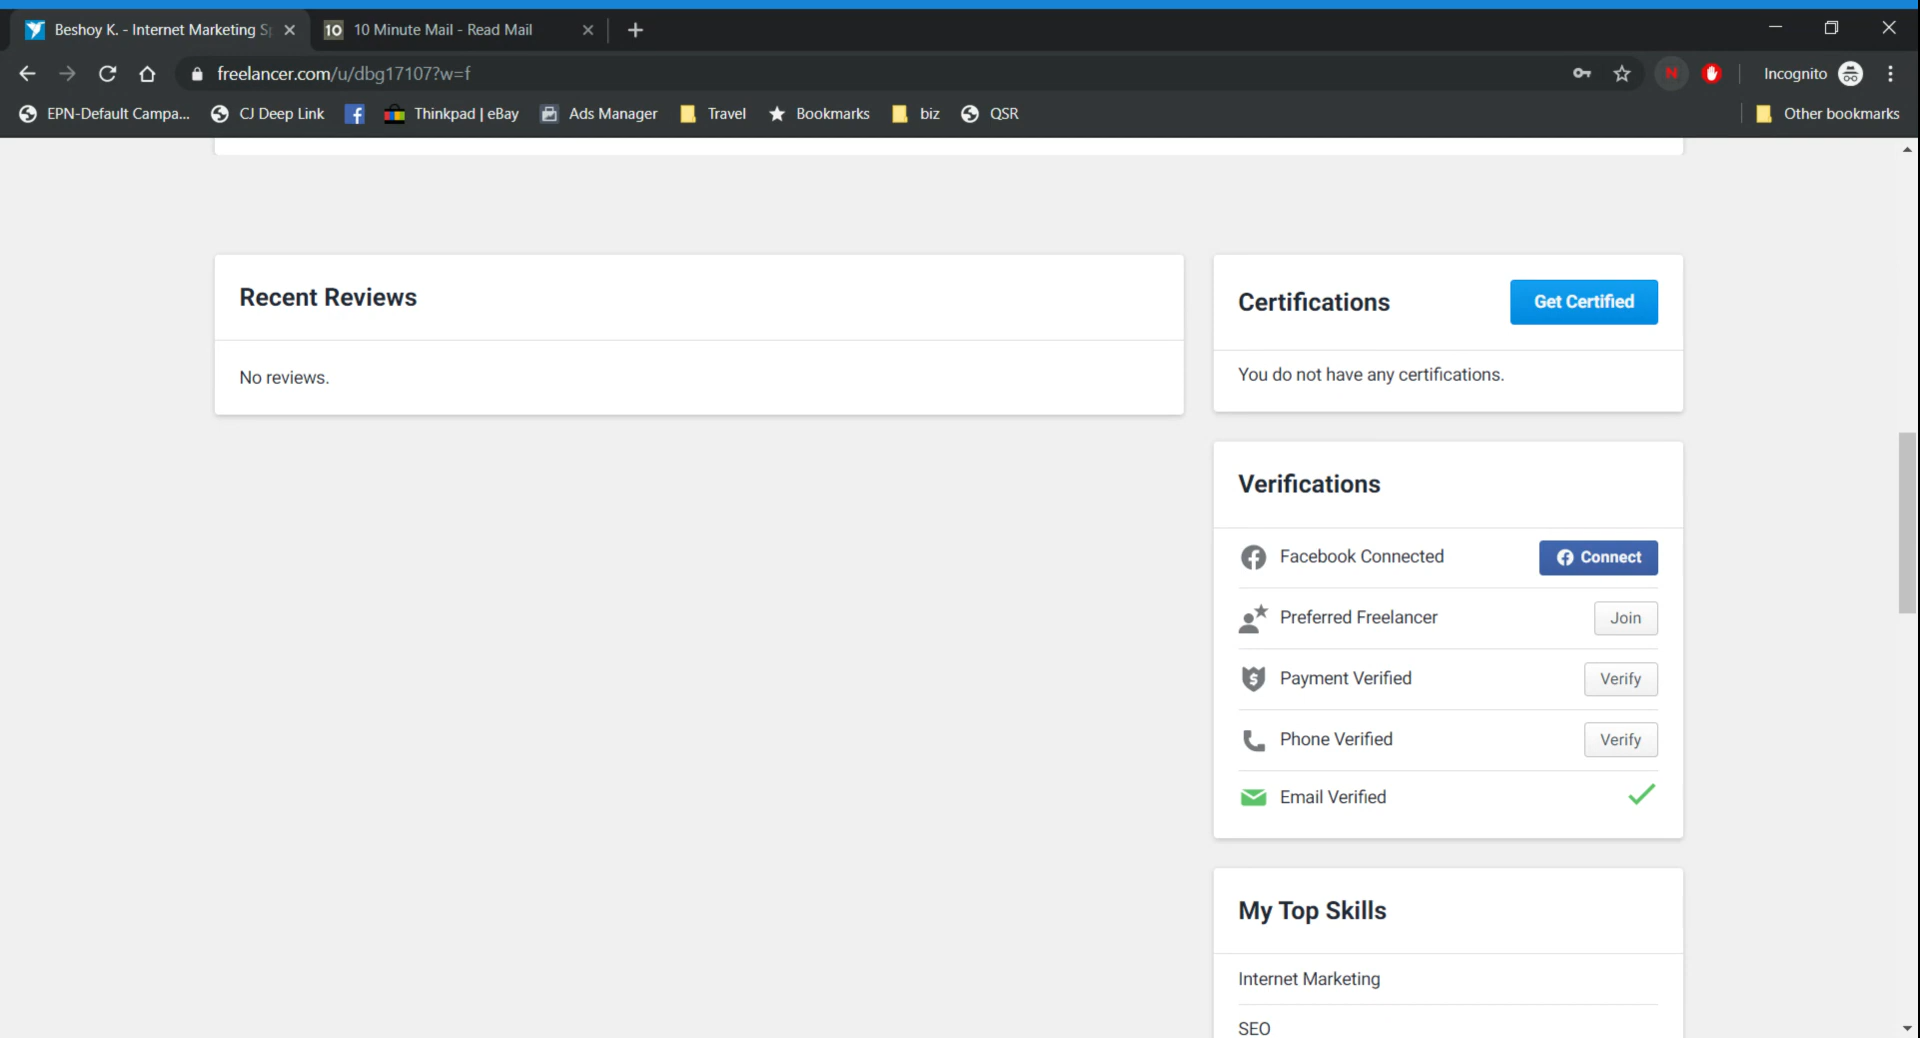 Beshoy K. - Internet Marketing Sp
10 10 Minute Mail - Read Mail
freelancer.com/u/dbg17107?w=f
N
Incognito
EPN-Default Campa...
CJ Deep Link
Thinkpad | eBay
Ads Manager
Travel
Bookmarks
biz
QSR
Other bookmarks
Recent Reviews
No reviews.
Certifications
Get Certified
You do not have any certifications.
Verifications
Facebook Connected
Connect
Preferred Freelancer
Join
Payment Verified
Verify
Phone Verified
Verify
Email Verified
My Top Skills
Internet Marketing
SEO